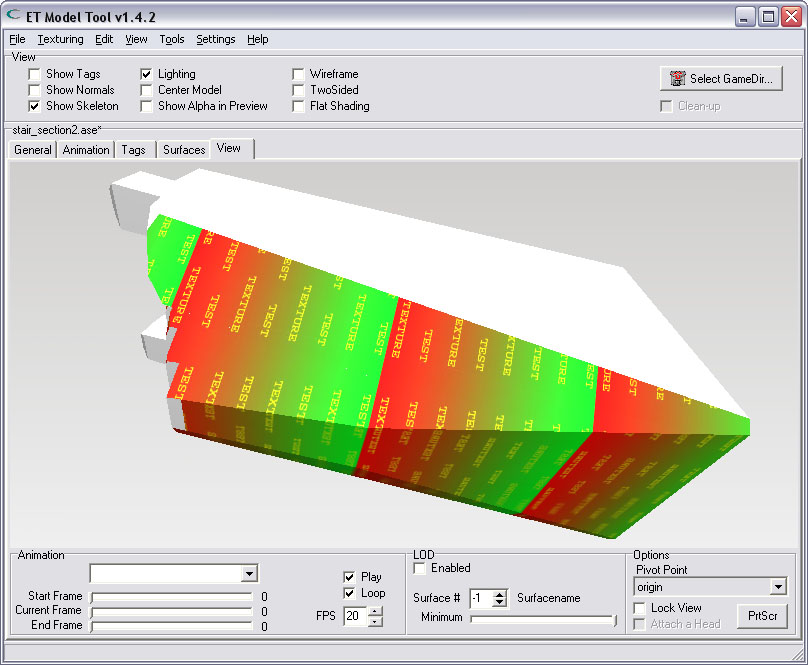 ET Model Tool v1.4.2
File Texturing Edit View Tools Settings Help
View
Show Tags Lighting Wireframe
Show Normals Center Model TwoSided
Show Skeleton Show Alpha in Preview Flat Shading
Select GameDir...
Clean-up
stair_section2.ase*
General Animation Tags Surfaces View
TEXTURE
TEST
TEXTURE
TEST
TEXTURE
TEST
TEXTURE
TEST
TEXTURE
TEST
TEXTURE
TEST
TEXTURE
TEST
Animation
Play
Loop
Start Frame 0
Current Frame 0
End Frame 0
FPS 20
LOD
Enabled
Surface # -1 Surfacename
Minimum
Options
Pivot Point
origin
Lock View
Attach a Head
PrtScr